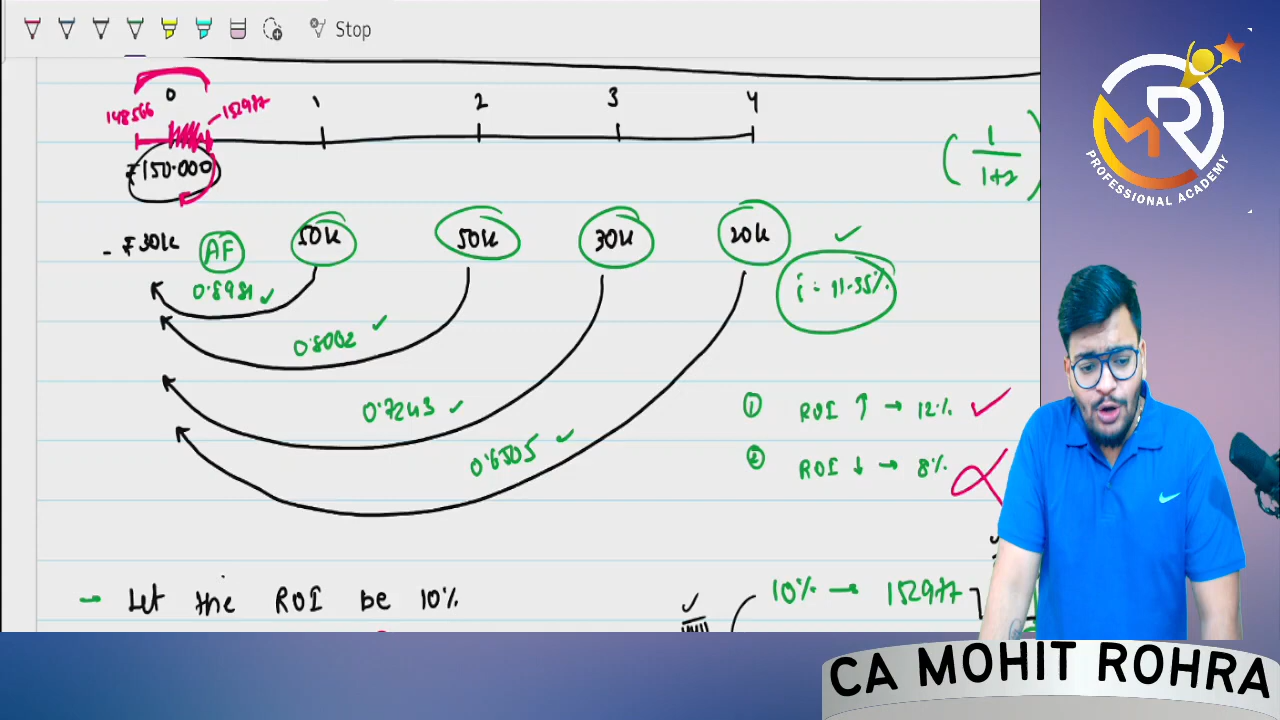 Stop
0 1 2 3 4
148566 152977
₹150.000
(1/1+r)
- ₹30k AF 50k 50k 30k 20k
0.8981 ✓
i = 11.35%
0.8002 ✓
0.7243 ✓
① ROI ↑ → 12% ✓
0.6505 ✓
② ROI ↓ → 8%
→ Let the ROI be 10%
10% → 152977
MR
PROFESSIONAL ACADEMY
CA MOHIT ROHRA